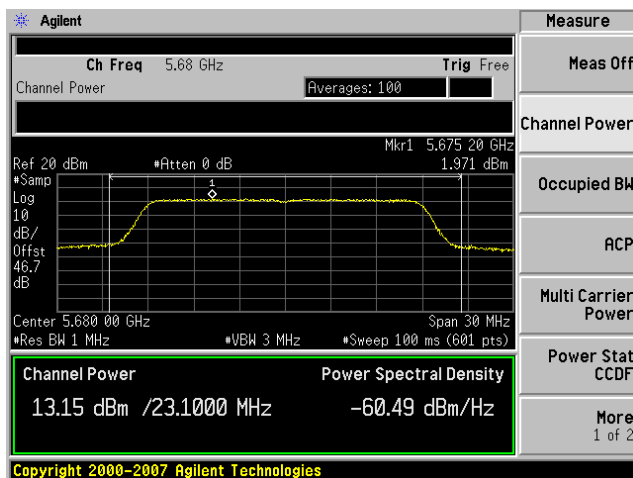 Agilent
Measure
Ch Freq 5.68 GHz Trig Free
Meas Off
Channel Power
Averages: 100
Channel Power
Mkr1 5.675 20 GHz
Ref 20 dBm #Atten 0 dB 1.971 dBm
#Samp
Log
10
dB/
Offst
46.7
dB
1
Occupied BW
ACP
Multi Carrier
Power
Center 5.680 00 GHz Span 30 MHz
#Res BW 1 MHz #VBW 3 MHz #Sweep 100 ms (601 pts)
Power Stat
CCDF
Channel Power Power Spectral Density
13.15 dBm /23.1000 MHz -60.49 dBm/Hz
More
1 of 2
Copyright 2000-2007 Agilent Technologies